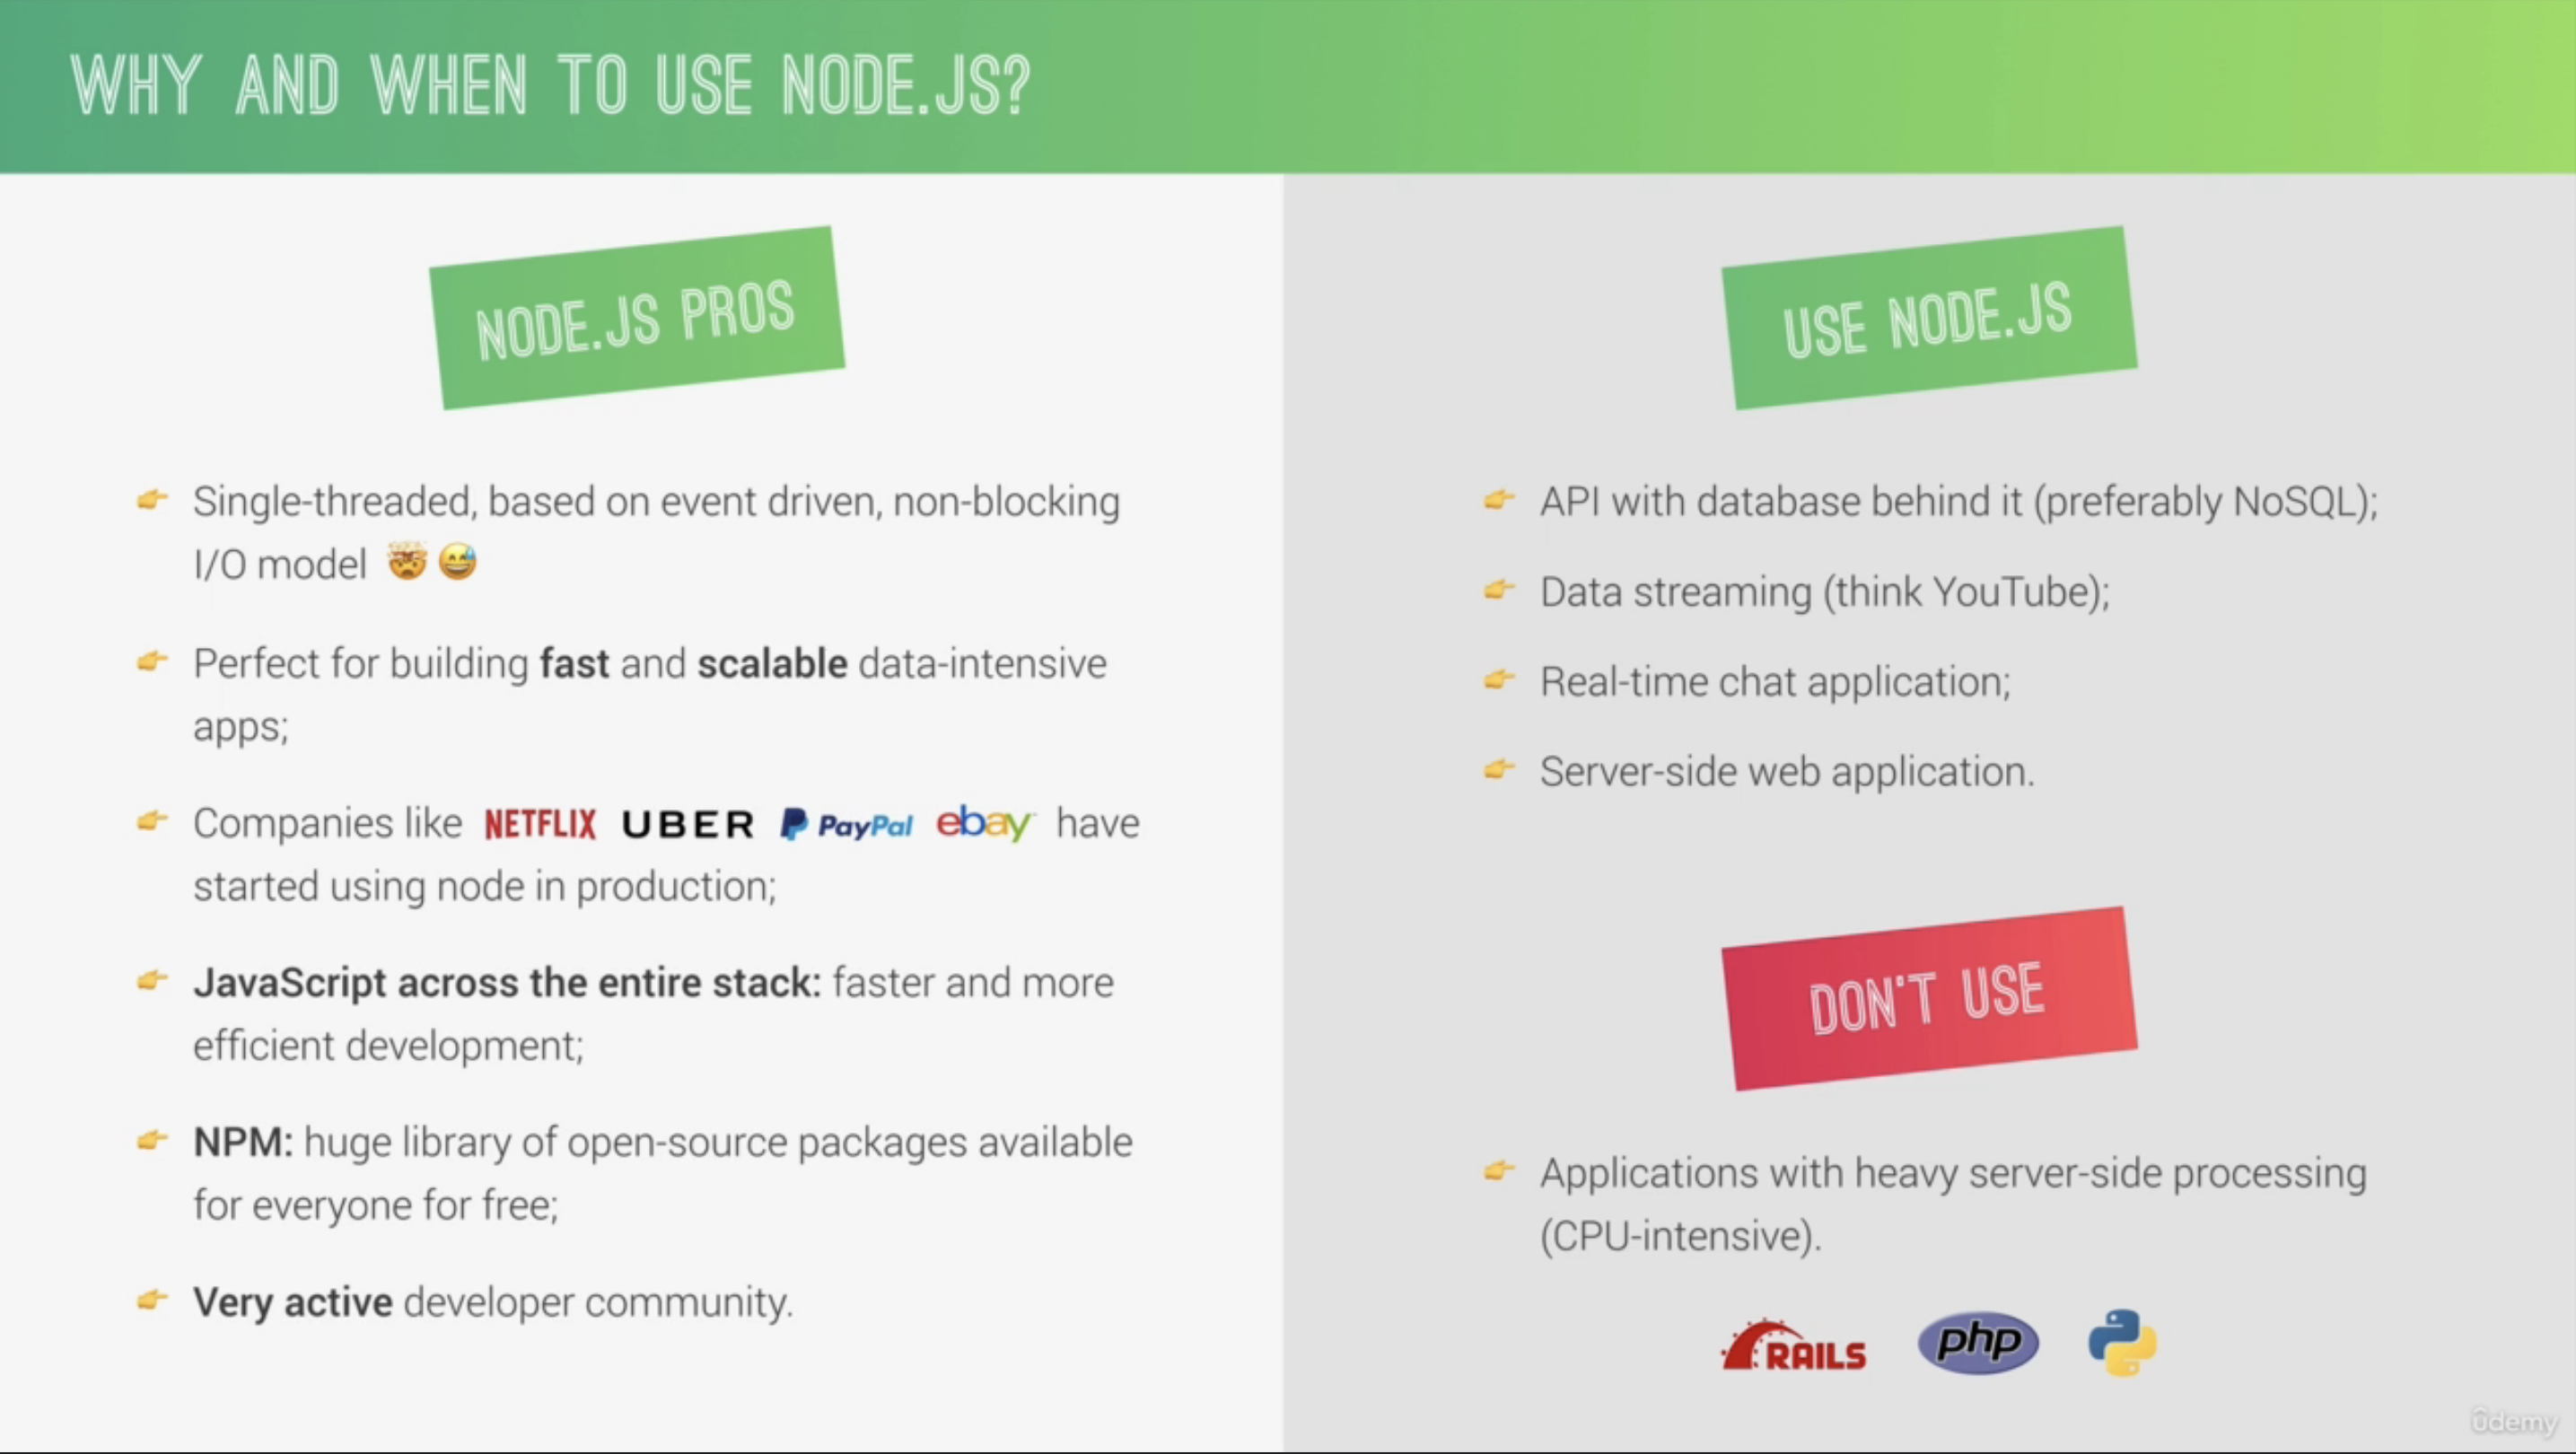 WHY AND WHEN TO USE NODE.JS?
NODE.JS PROS
Single-threaded, based on event driven, non-blocking
I/O model 🤯 😅
Perfect for building fast and scalable data-intensive
apps;
Companies like NETFLIX UBER PayPal ebay have
started using node in production;
JavaScript across the entire stack: faster and more
efficient development;
NPM: huge library of open-source packages available
for everyone for free;
Very active developer community.
USE NODE.JS
API with database behind it (preferably NoSQL);
Data streaming (think YouTube);
Real-time chat application;
Server-side web application.
DON'T USE
Applications with heavy server-side processing
(CPU-intensive).
RAILS php
ûdemy